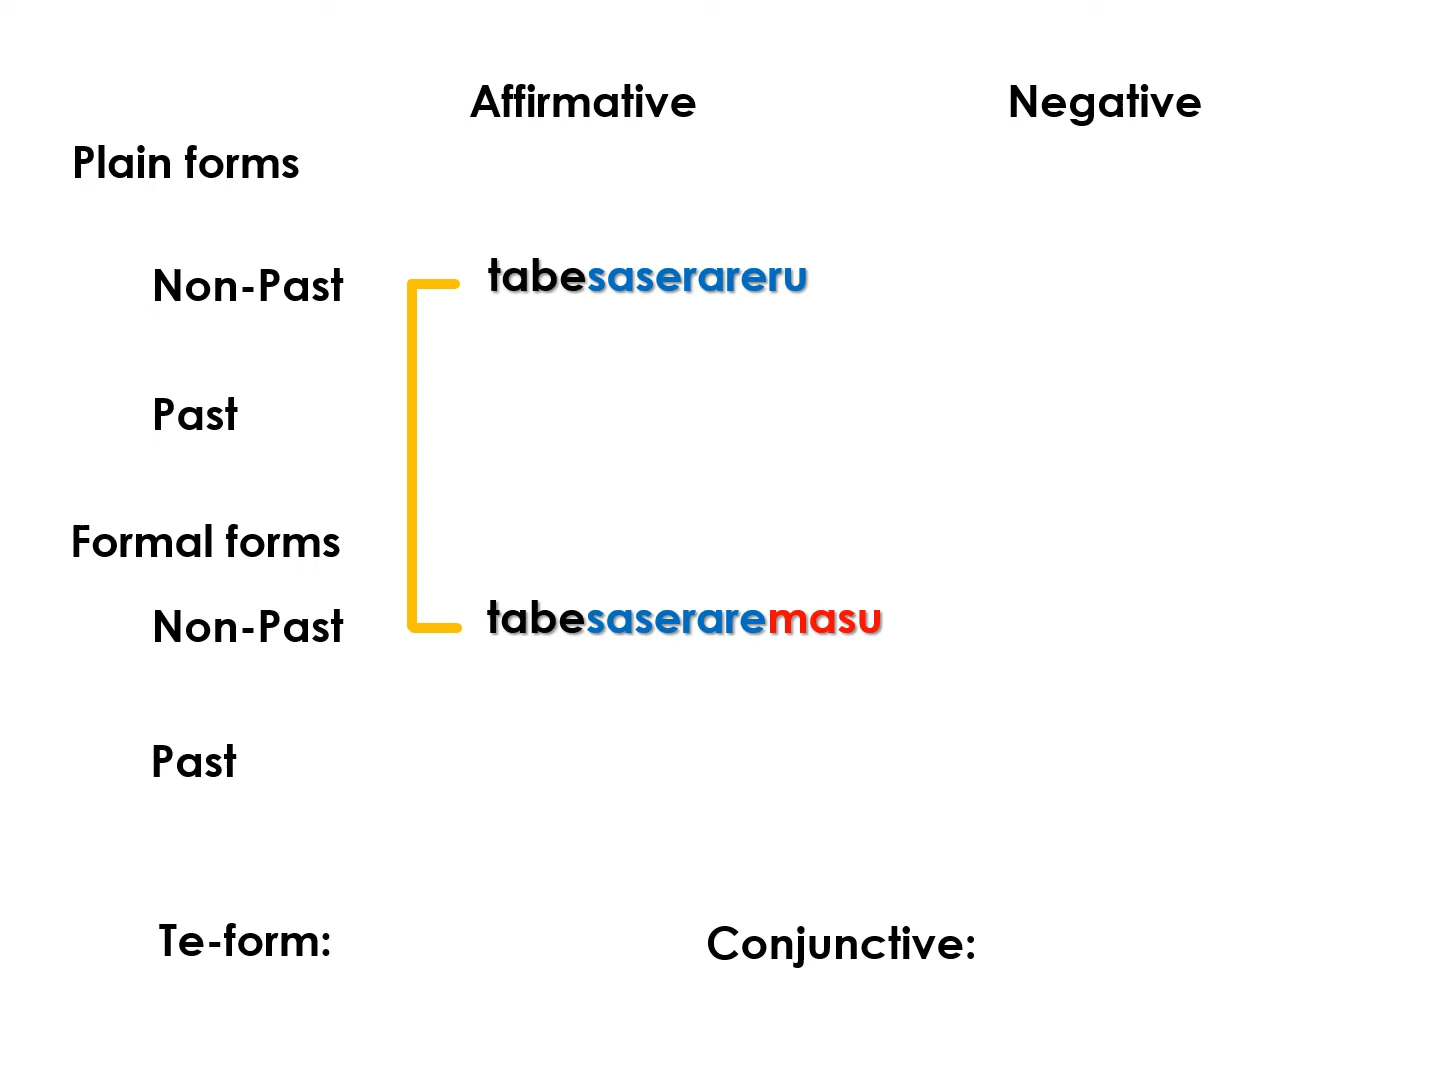 Affirmative Negative
Plain forms
Non-Past tabesaserareru
Past
Formal forms
Non-Past tabesaseraremasu
Past
Te-form: Conjunctive: